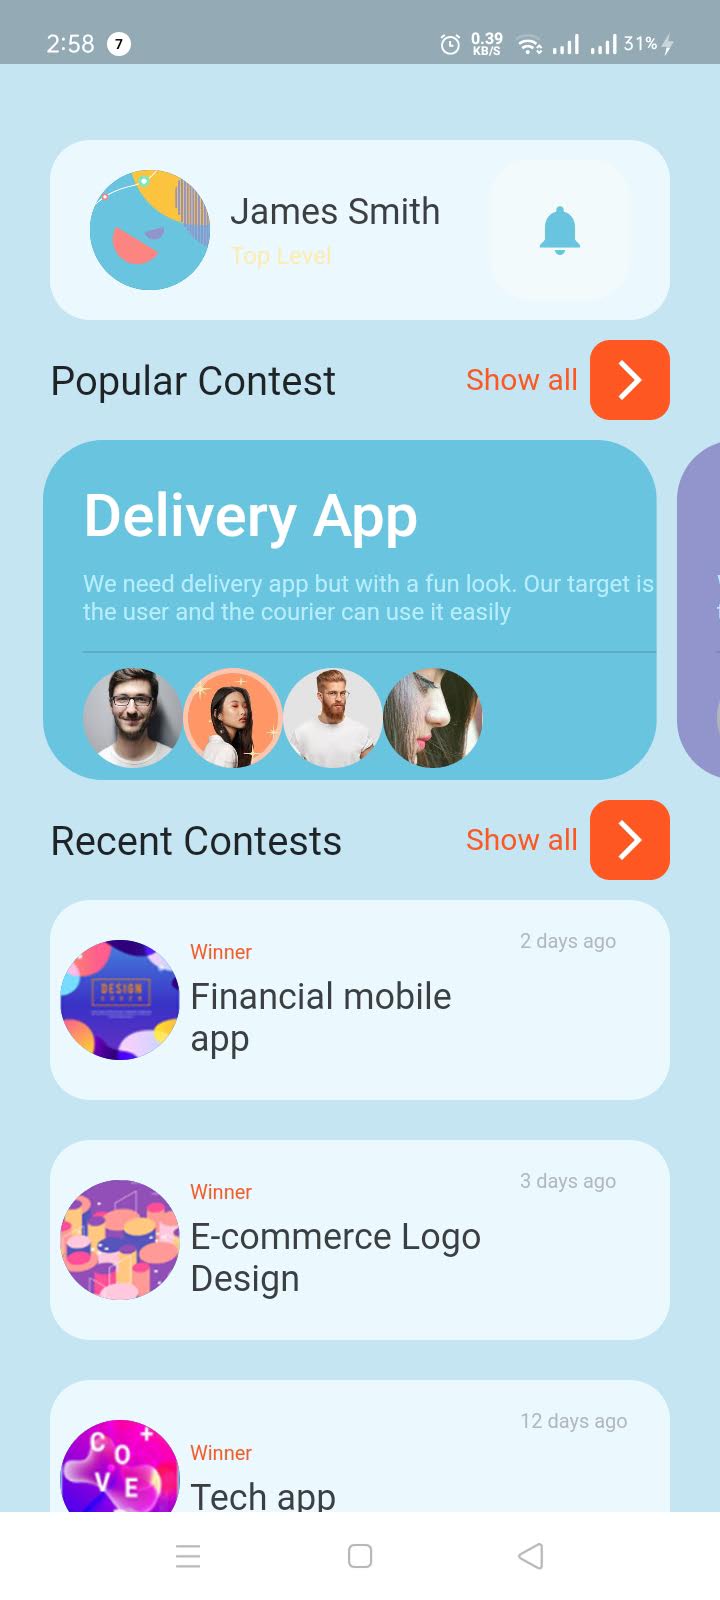 2:58 7 0.39 KB/S 31%
James Smith
Top Level
Popular Contest
Show all
Delivery App
We need delivery app but with a fun look. Our target is
the user and the courier can use it easily
Recent Contests
Show all
2 days ago
Winner
Financial mobile
app
DESIGN
3 days ago
Winner
E-commerce Logo
Design
12 days ago
Winner
Tech app
COVE